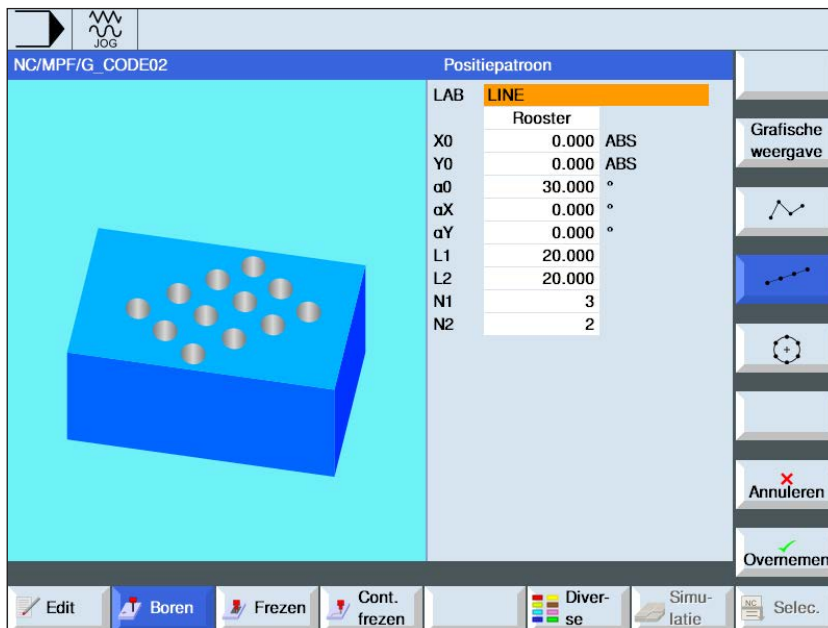 JOG
NC/MPF/G_CODE02
Positiepatroon
LAB LINE
Rooster
X0 0.000 ABS
Y0 0.000 ABS
α0 30.000 °
αX 0.000 °
αY 0.000 °
L1 20.000
L2 20.000
N1 3
N2 2
Grafische
weergave
Annuleren
Overnemen
Edit
Boren
Frezen
Cont.
frezen
Diver-
se
Simu-
latie
NC
Selec.